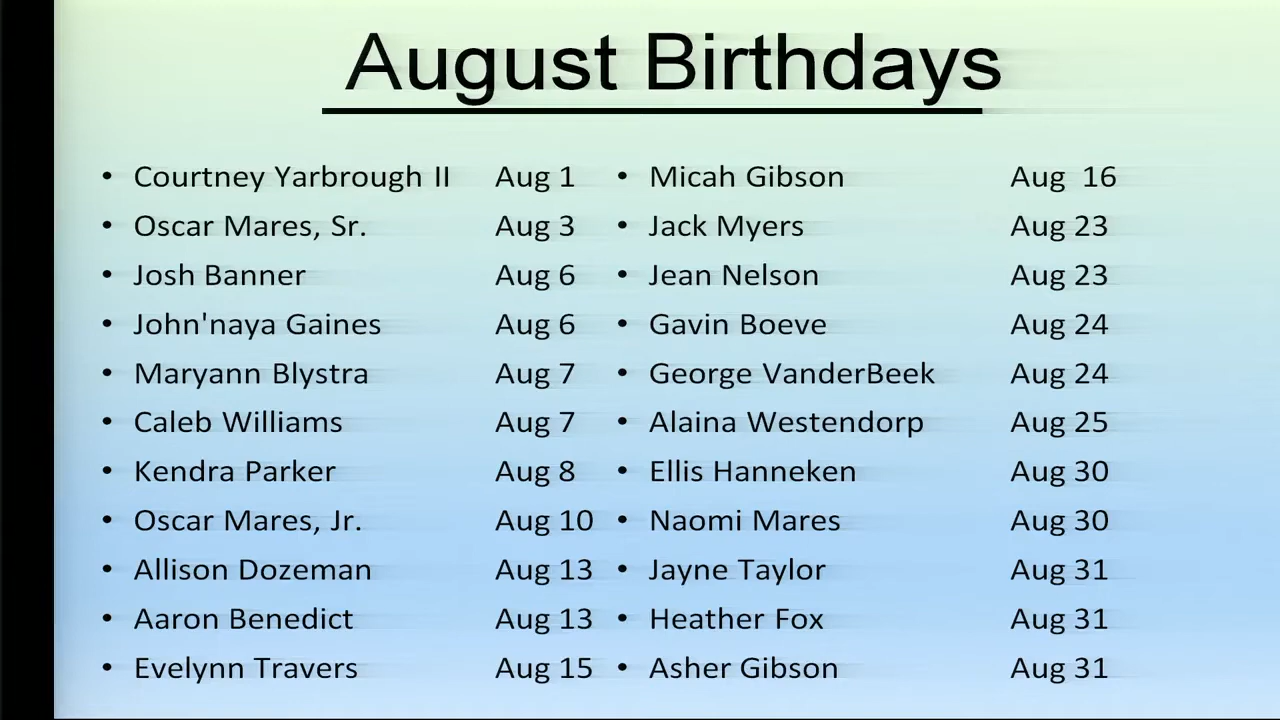 August Birthdays
• Courtney Yarbrough II Aug 1
• Oscar Mares, Sr. Aug 3
• Josh Banner Aug 6
• John'naya Gaines Aug 6
• Maryann Blystra Aug 7
• Caleb Williams Aug 7
• Kendra Parker Aug 8
• Oscar Mares, Jr. Aug 10
• Allison Dozeman Aug 13
• Aaron Benedict Aug 13
• Evelynn Travers Aug 15
• Micah Gibson Aug 16
• Jack Myers Aug 23
• Jean Nelson Aug 23
• Gavin Boeve Aug 24
• George VanderBeek Aug 24
• Alaina Westendorp Aug 25
• Ellis Hanneken Aug 30
• Naomi Mares Aug 30
• Jayne Taylor Aug 31
• Heather Fox Aug 31
• Asher Gibson Aug 31